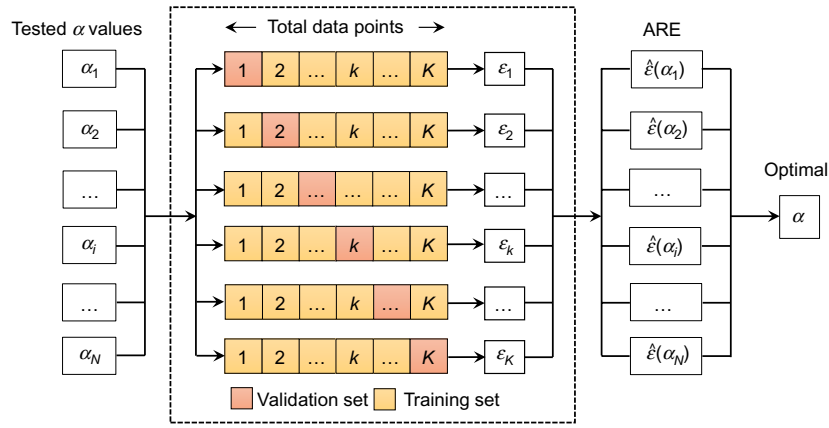 Tested α values
← Total data points →
ARE
α1
1 2 ... k ... K
ε1
ε̂(α1)
α2
1 2 ... k ... K
ε2
ε̂(α2)
...
1 2 ... ... ... K
...
...
Optimal
α
αi
1 2 ... k ... K
εk
ε̂(αi)
...
1 2 ... k ... K
...
...
αN
1 2 ... k ... K
εK
ε̂(αN)
Validation set
Training set